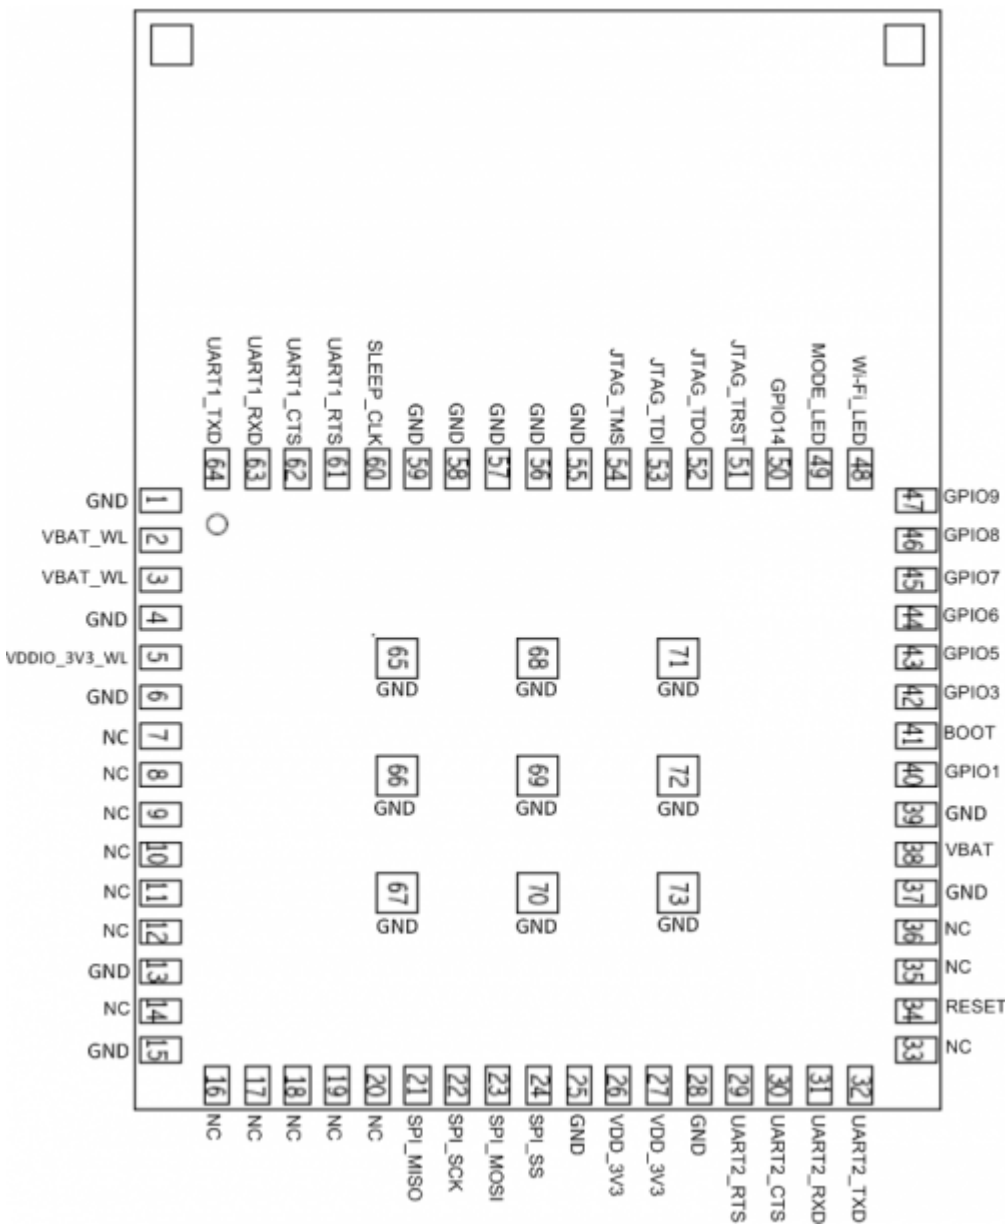 UART1_TXD
UART1_RXD
UART1_CTS
UART1_RTS
SLEEP_CLK
GND
GND
GND
GND
GND
JTAG_TMS
JTAG_TDI
JTAG_TDO
JTAG_TRST
GPIO14
MODE_LED
Wi-Fi_LED
64
63
62
61
60
59
58
57
56
55
54
53
52
51
50
49
48
GND 1
VBAT_WL 2
VBAT_WL 3
GND 4
VDDIO_3V3_WL 5
GND 6
NC 7
NC 8
NC 9
NC 10
NC 11
NC 12
GND 13
NC 14
GND 15
65
GND
68
GND
71
GND
66
GND
69
GND
72
GND
67
GND
70
GND
73
GND
47 GPIO9
46 GPIO8
45 GPIO7
44 GPIO6
43 GPIO5
42 GPIO3
41 BOOT
40 GPIO1
39 GND
38 VBAT
37 GND
36 NC
35 NC
34 RESET
33 NC
16
17
18
19
20
21
22
23
24
25
26
27
28
29
30
31
32
NC
NC
NC
NC
NC
SPI_MISO
SPI_SCK
SPI_MOSI
SPI_SS
GND
VDD_3V3
VDD_3V3
GND
UART2_RTS
UART2_CTS
UART2_RXD
UART2_TXD